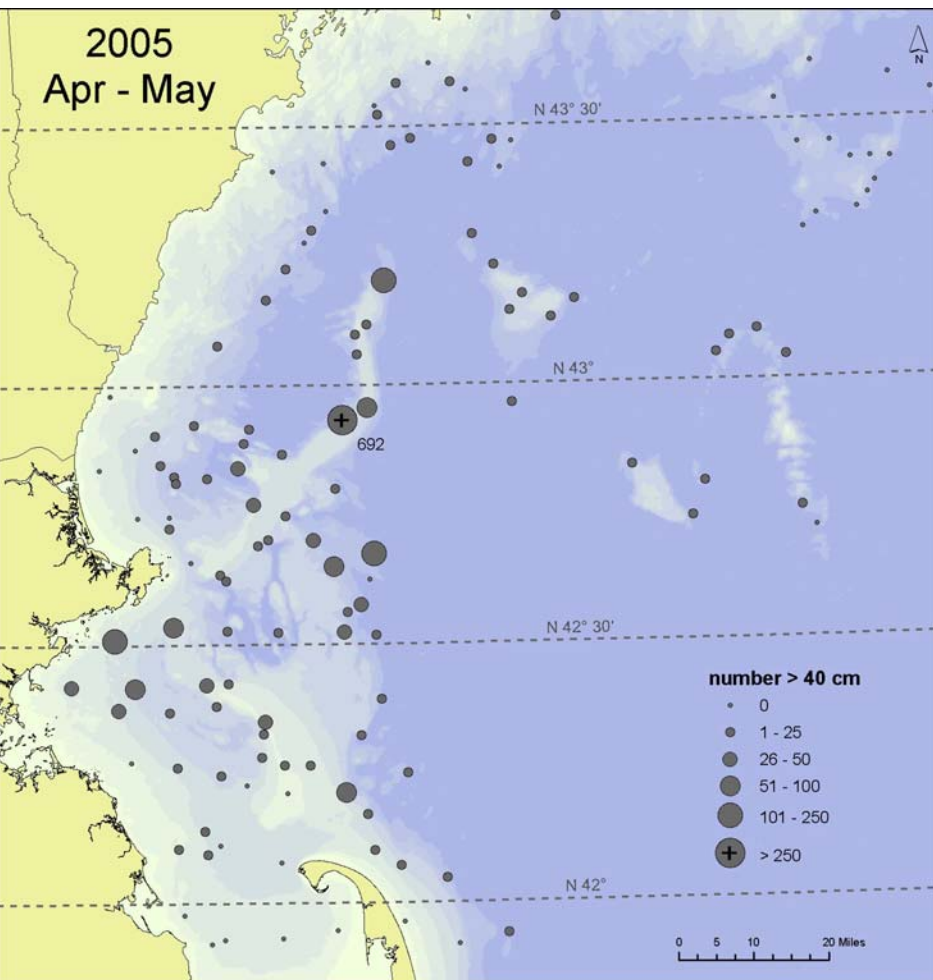 2005
Apr - May
N
N 43° 30'
N 43°
692
N 42° 30'
number > 40 cm
0
1 - 25
26 - 50
51 - 100
101 - 250
> 250
N 42°
0 5 10 20 Miles